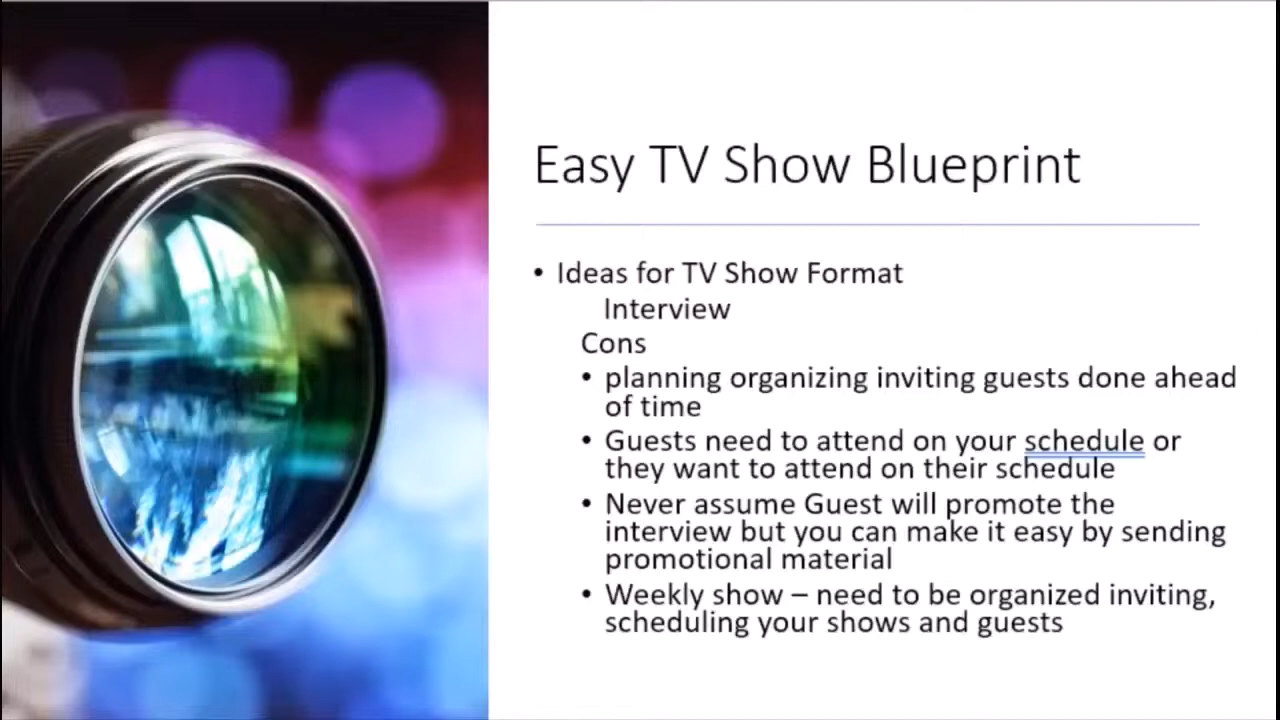 Easy TV Show Blueprint
• Ideas for TV Show Format
Interview
Cons
• planning organizing inviting guests done ahead
of time
• Guests need to attend on your schedule or
they want to attend on their schedule
• Never assume Guest will promote the
interview but you can make it easy by sending
promotional material
• Weekly show – need to be organized inviting,
scheduling your shows and guests